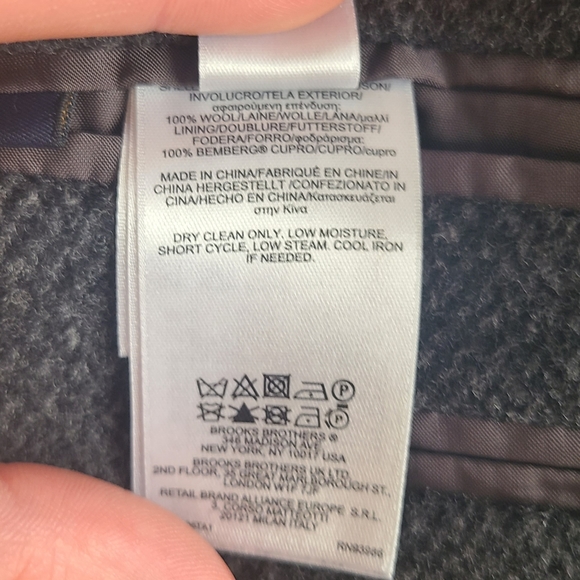 INVOLUCRO/TELA EXTERIOR/
αφαιρούμενη επένδυση:
100% WOOL/LAINE/WOLLE/LANA/μαλλί
LINING/DOUBLURE/FUTTERSTOFF/
FODERA/FORRO/φοδράρισμα:
100% BEMBERG® CUPRO/CUPRO/cupro
MADE IN CHINA/FABRIQUÉ EN CHINE/IN
CHINA HERGESTELLT /CONFEZIONATO IN
CINA/HECHO EN CHINA/Κατασκευάζεται
στην Κίνα
DRY CLEAN ONLY. LOW MOISTURE,
SHORT CYCLE, LOW STEAM. COOL IRON
IF NEEDED.
P
P
BROOKS BROTHERS ®
346 MADISON AVE
NEW YORK, NY 10017 USA
BROOKS BROTHERS UK LTD.
2ND FLOOR, 35 GREAT MARLBOROUGH ST.,
LONDON W1F 7JF
RETAIL BRAND ALLIANCE EUROPE S.R.L.
3, CORSO MATTEOTTI
20121 MILAN ITALY